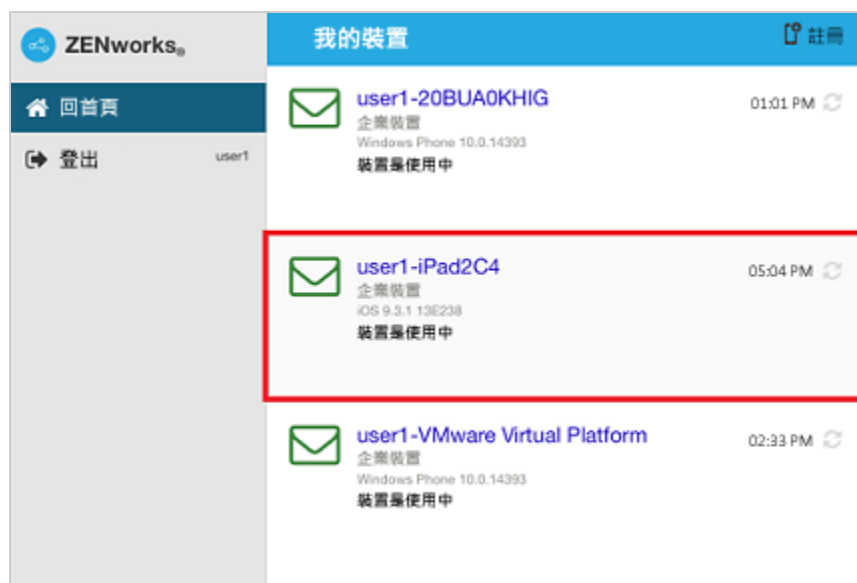 ZENworks®
回首頁
登出 user1
我的裝置 註冊
user1-20BUA0KHIG 01:01 PM
企業裝置
Windows Phone 10.0.14393
裝置是使用中
user1-iPad2C4 05:04 PM
企業裝置
iOS 9.3.1 13E238
裝置是使用中
user1-VMware Virtual Platform 02:33 PM
企業裝置
Windows Phone 10.0.14393
裝置是使用中